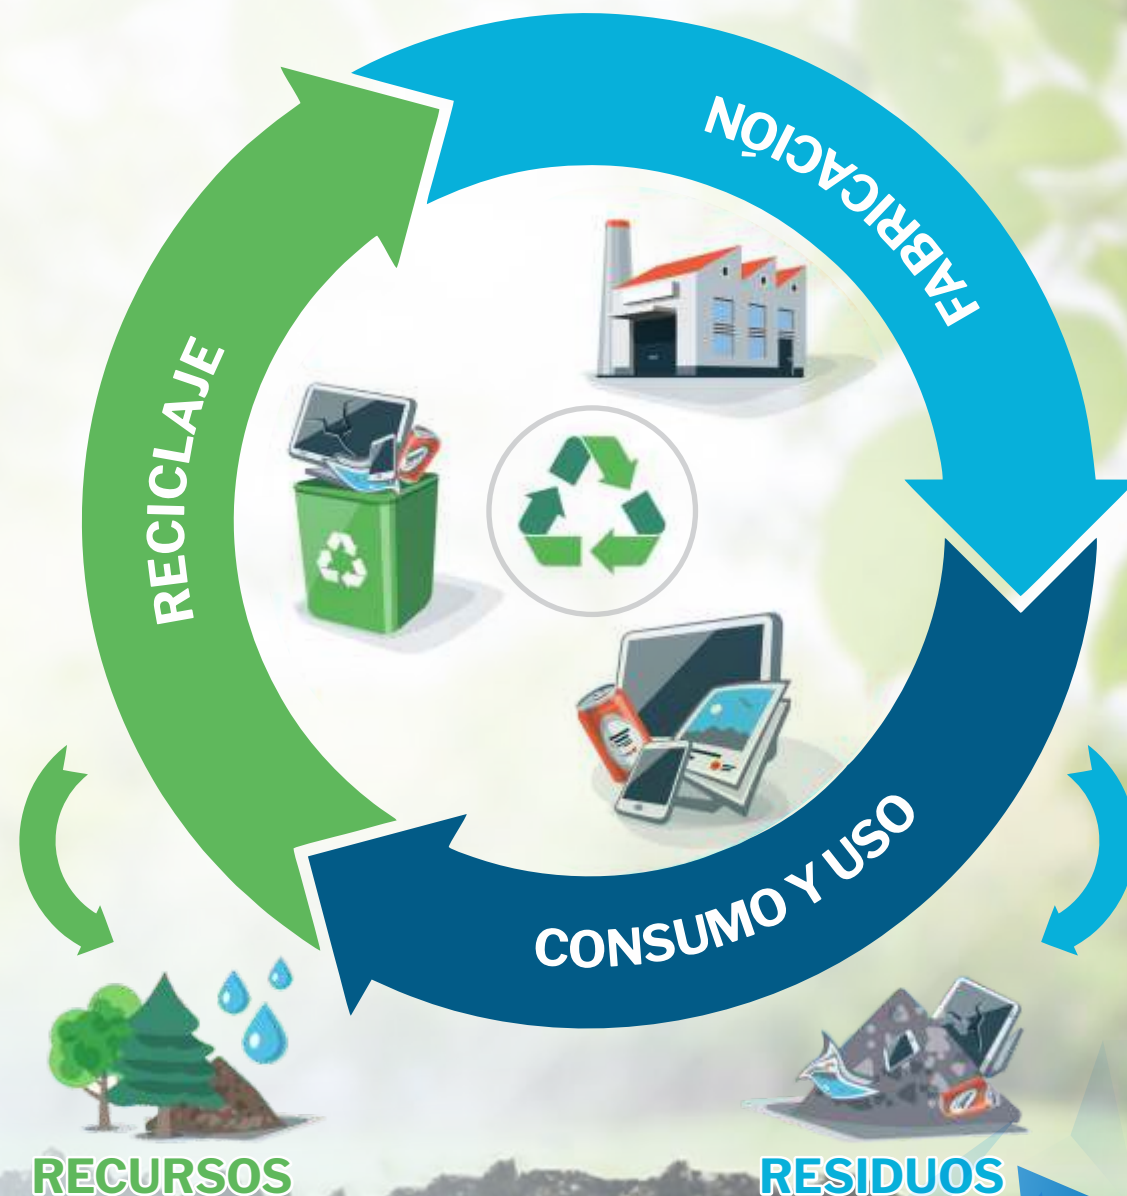 FABRICACIÓN
RECICLAJE
CONSUMO Y USO
RECURSOS
RESIDUOS